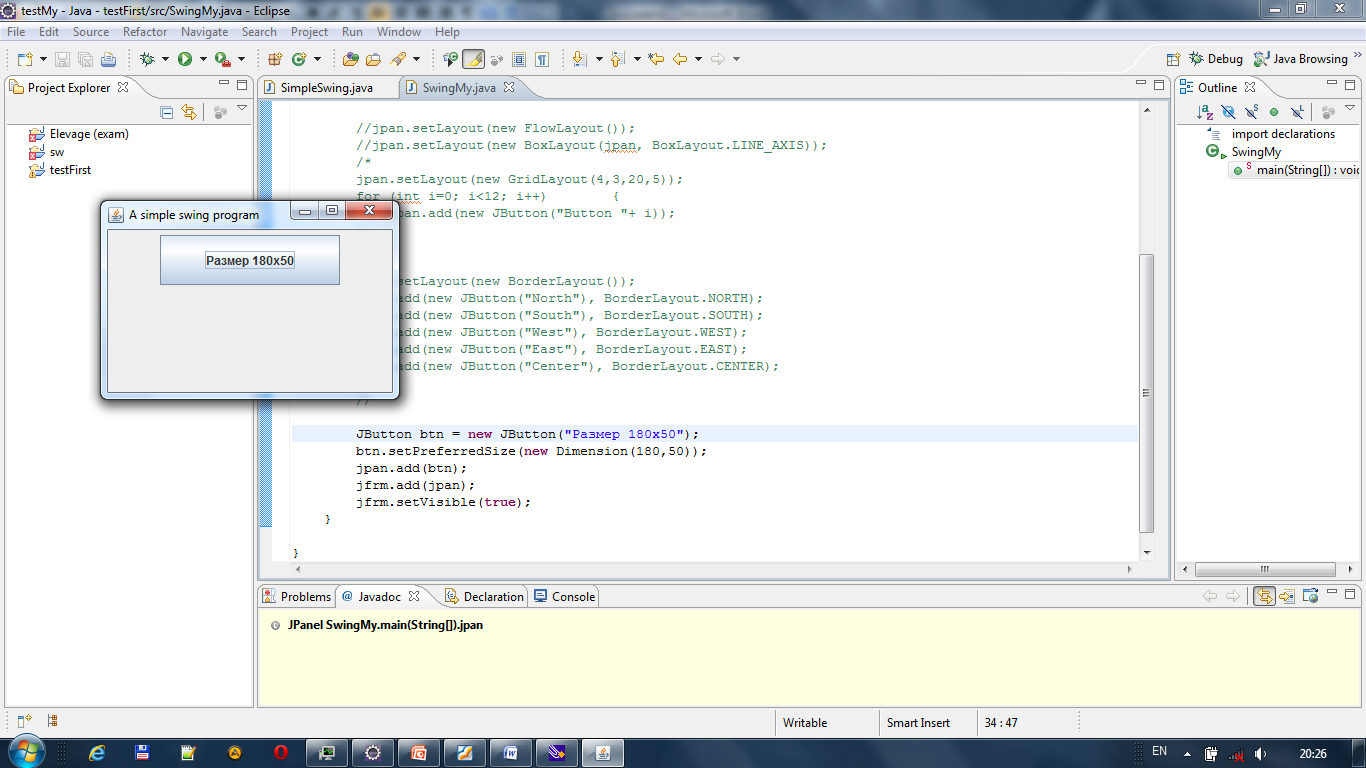 testMy - Java - testFirst/src/SwingMy.java - Eclipse
File Edit Source Refactor Navigate Search Project Run Window Help
Debug Java Browsing
Project Explorer
Elevage (exam)
sw
testFirst
SimpleSwing.java SwingMy.java
//jpan.setLayout(new FlowLayout());
//jpan.setLayout(new BoxLayout(jpan, BoxLayout.LINE_AXIS));
/*
jpan.setLayout(new GridLayout(4,3,20,5));
for (int i=0; i<12; i++) {
pan.add(new JButton("Button "+ i));
setLayout(new BorderLayout());
add(new JButton("North"), BorderLayout.NORTH);
add(new JButton("South"), BorderLayout.SOUTH);
add(new JButton("West"), BorderLayout.WEST);
add(new JButton("East"), BorderLayout.EAST);
add(new JButton("Center"), BorderLayout.CENTER);
JButton btn = new JButton("Размер 180x50");
btn.setPreferredSize(new Dimension(180,50));
jpan.add(btn);
jfrm.add(jpan);
jfrm.setVisible(true);
}
}
A simple swing program
Размер 180x50
Outline
import declarations
SwingMy
main(String[]) : void
Problems Javadoc Declaration Console
JPanel SwingMy.main(String[]).jpan
Writable Smart Insert 34 : 47
EN 20:26